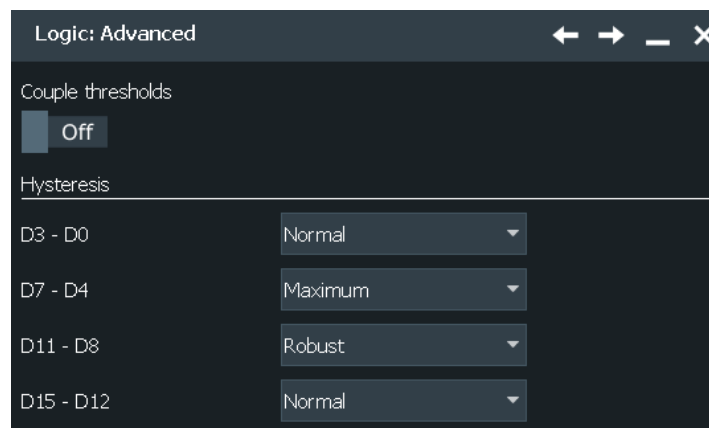 Logic: Advanced
Couple thresholds
Off
Hysteresis
D3 - D0 Normal
D7 - D4 Maximum
D11 - D8 Robust
D15 - D12 Normal